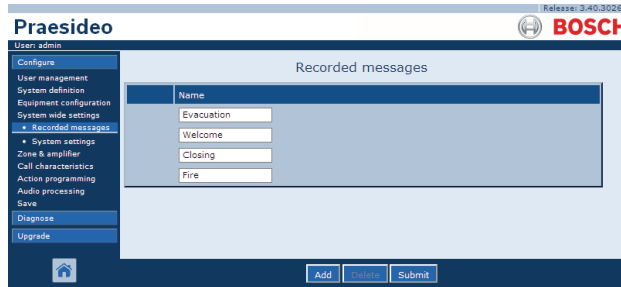 Release: 3.40.3026
Praesideo
BOSCH
User: admin
Configure
User management
System definition
Equipment configuration
System wide settings
• Recorded messages
• System settings
Zone & amplifier
Call characteristics
Action programming
Audio processing
Save
Diagnose
Upgrade
Recorded messages
Name
Evacuation
Welcome
Closing
Fire
Add Delete Submit